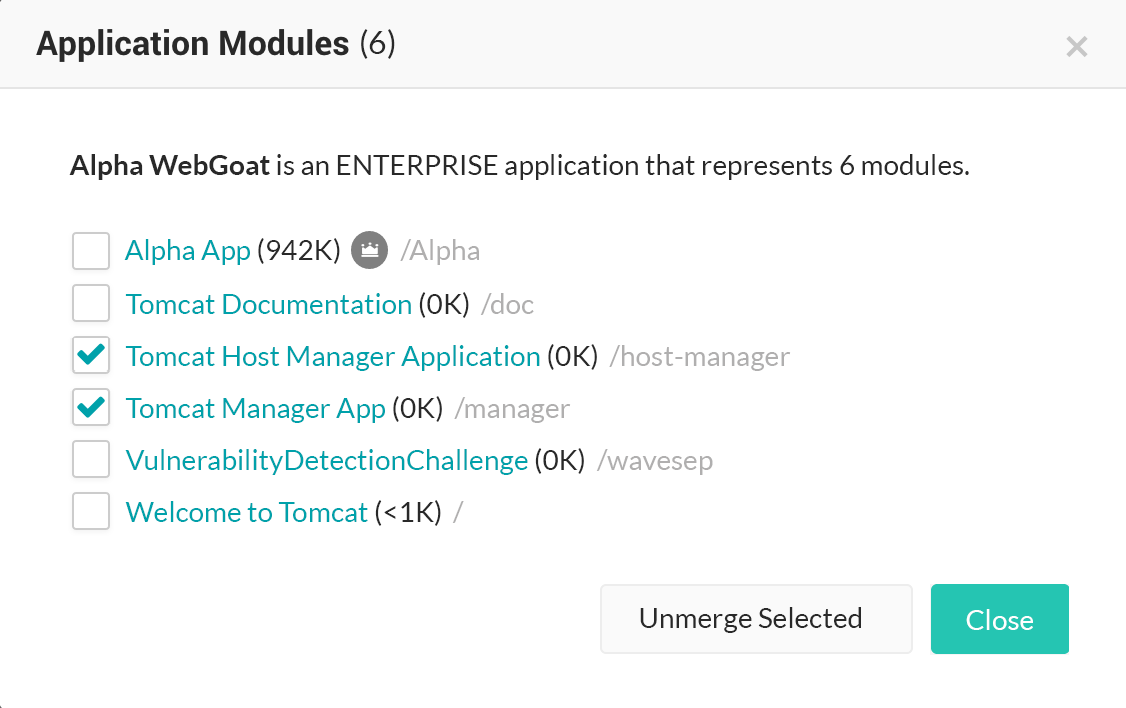 Application Modules (6)
Alpha WebGoat is an ENTERPRISE application that represents 6 modules.
Alpha App (942K) /Alpha
Tomcat Documentation (0K) /doc
Tomcat Host Manager Application (0K) /host-manager
Tomcat Manager App (0K) /manager
VulnerabilityDetectionChallenge (0K) /wavesep
Welcome to Tomcat (<1K) /
Unmerge Selected Close